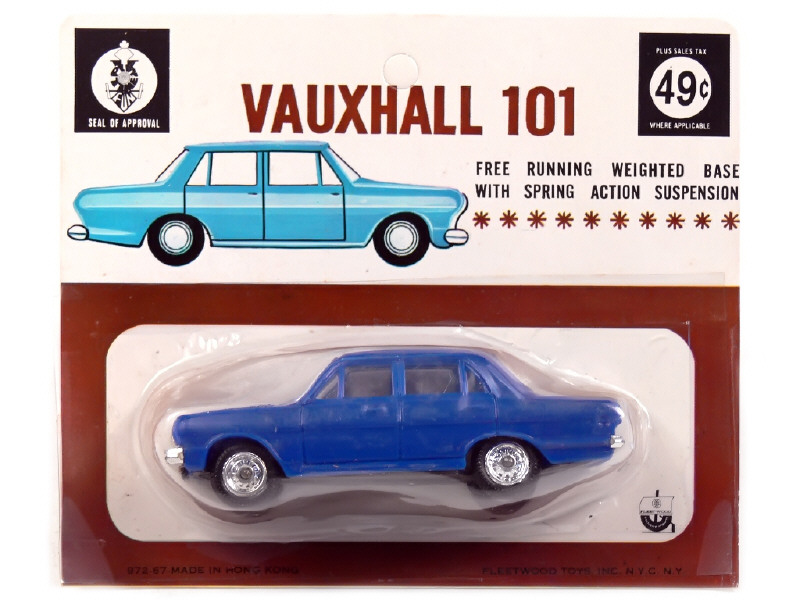 PLUS SALES TAX
49¢
WHERE APPLICABLE
SEAL OF APPROVAL
VAUXHALL 101
FREE RUNNING WEIGHTED BASE
WITH SPRING ACTION SUSPENSION
***********
972-67 MADE IN HONG KONG
FLEETWOOD TOYS, INC. N.Y.C. N.Y.